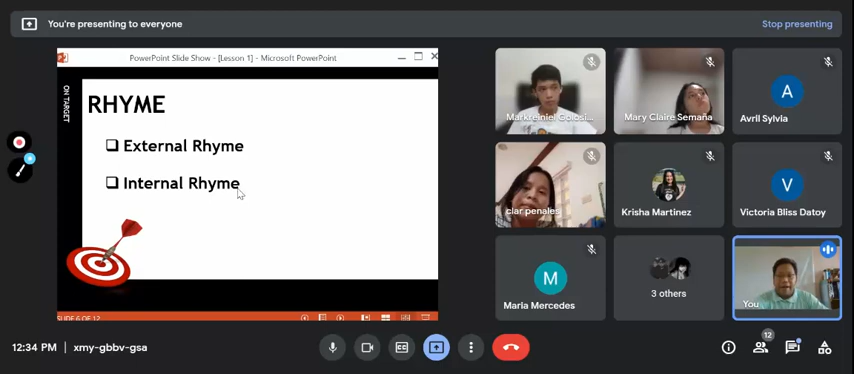 You're presenting to everyone
Stop presenting
PowerPoint Slide Show - [Lesson 1] - Microsoft PowerPoint
ON TARGET
RHYME
External Rhyme
Internal Rhyme
SLIDE 6 OF 12
Markreiniel
Mary Claire Semaña
A
Avril Sylvia
clar penales
Krisha Martinez
V
Victoria Bliss Datoy
M
Maria Mercedes
3 others
You
12:34 PM | xmy-gbbv-gsa
12